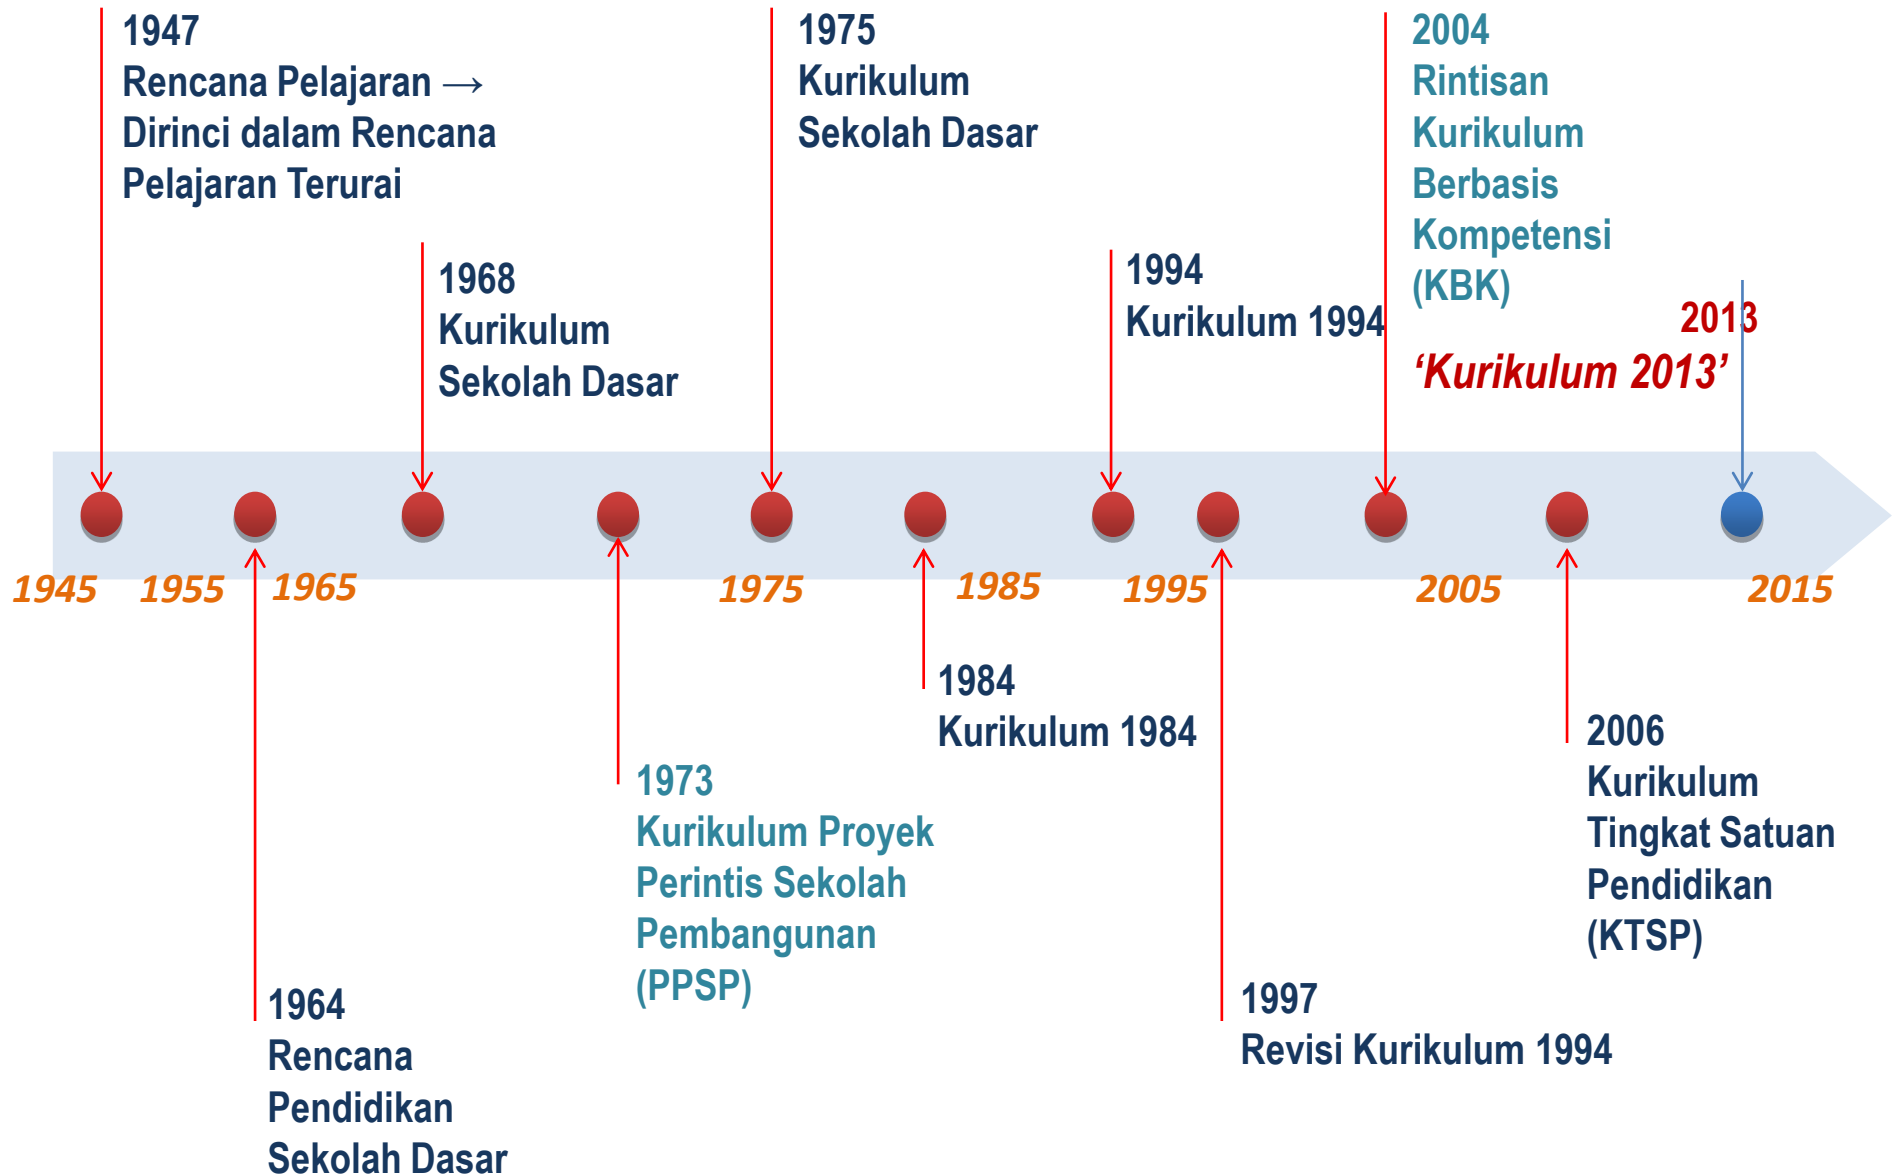 1947
Rencana Pelajaran →
Dirinci dalam Rencana
Pelajaran Terurai
1975
Kurikulum
Sekolah Dasar
2004
Rintisan
Kurikulum
Berbasis
Kompetensi
(KBK)
1968
Kurikulum
Sekolah Dasar
1994
Kurikulum 1994
2013
‘Kurikulum 2013’
1945
1955
1965
1975
1985
1995
2005
2015
1964
Rencana
Pendidikan
Sekolah Dasar
1973
Kurikulum Proyek
Perintis Sekolah
Pembangunan
(PPSP)
1984
Kurikulum 1984
1997
Revisi Kurikulum 1994
2006
Kurikulum
Tingkat Satuan
Pendidikan
(KTSP)